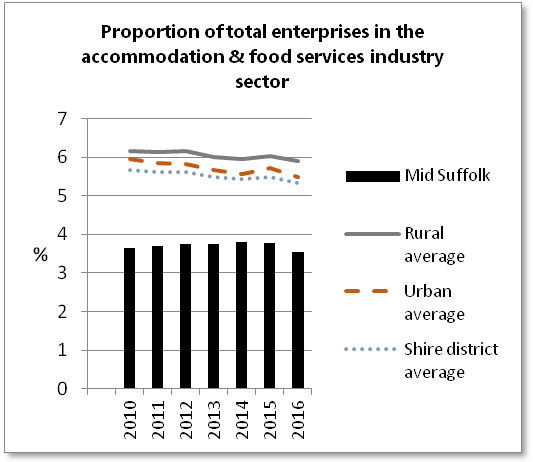 Proportion of total enterprises in the
accommodation & food services industry
sector
7
6
5
4
3
2
1
0
%
2010
2011
2012
2013
2014
2015
2016
Mid Suffolk
Rural
average
Urban
average
Shire district
average